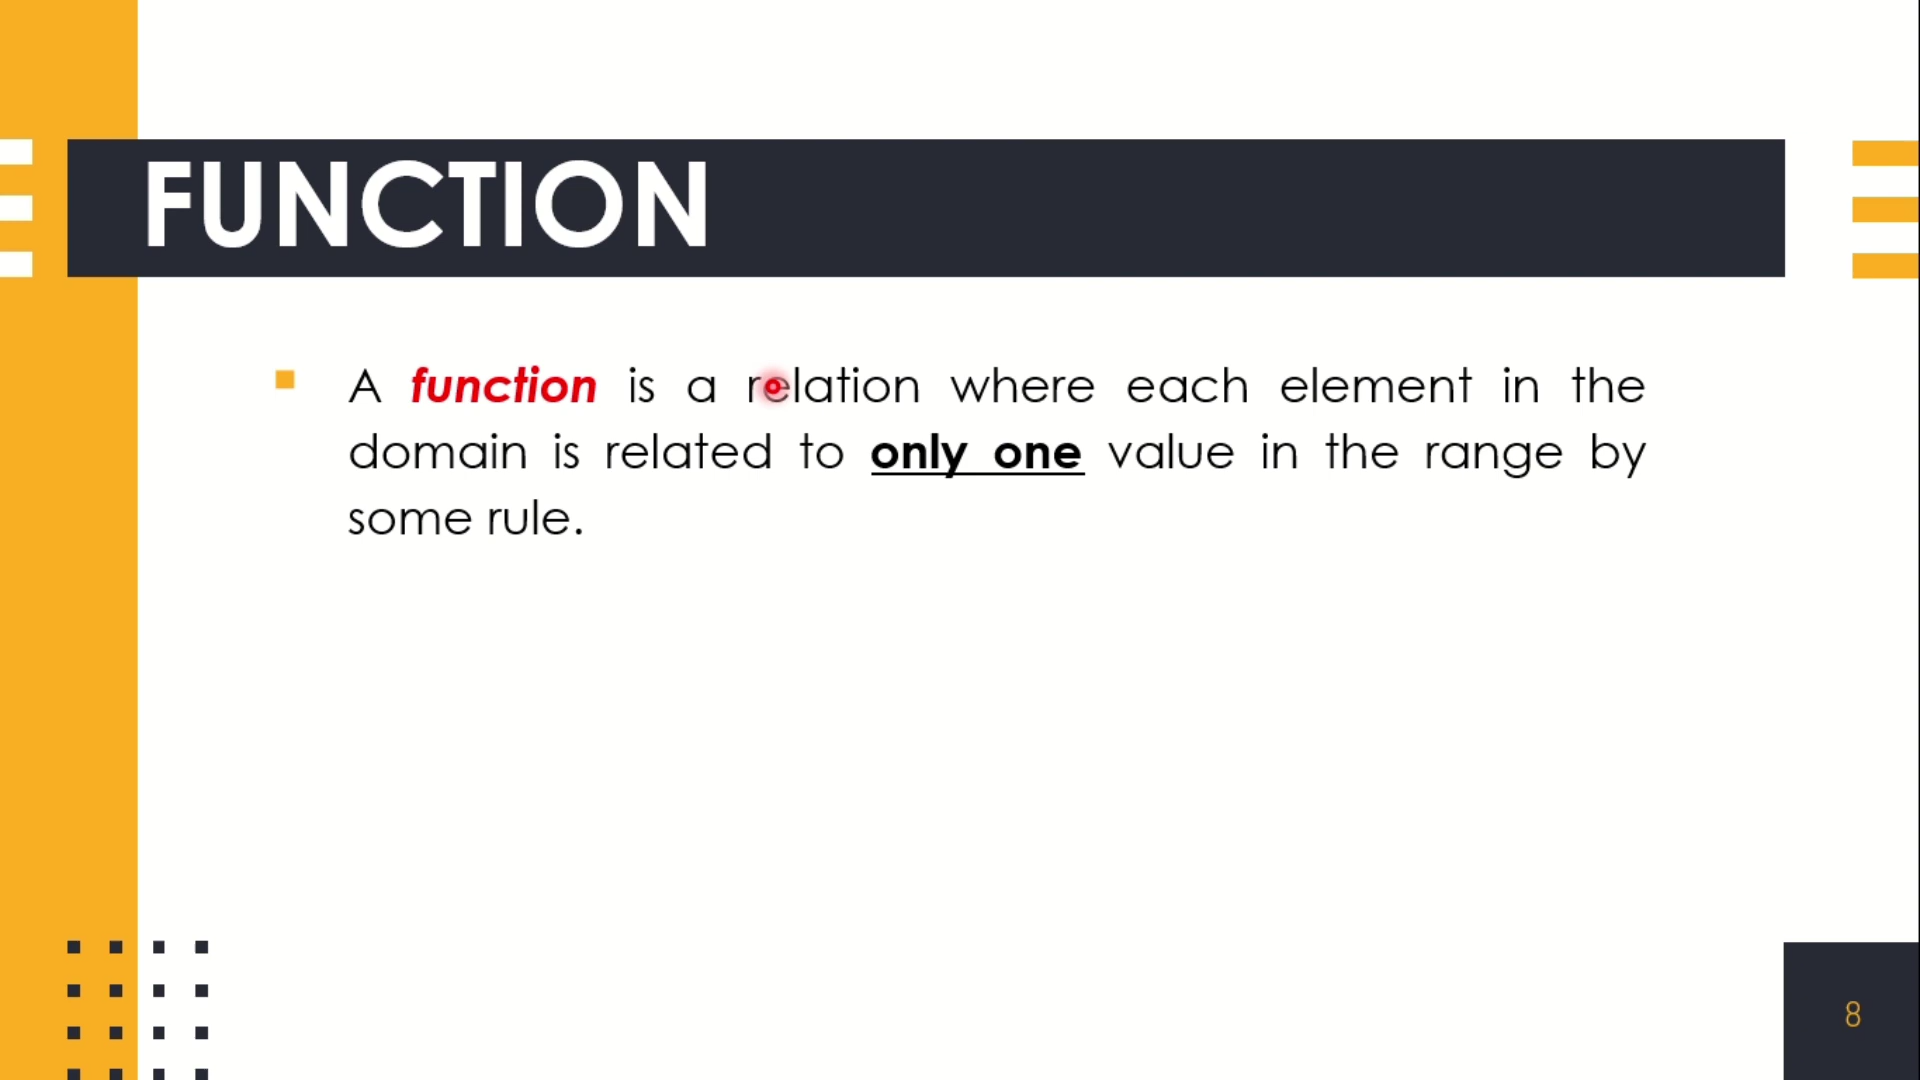 FUNCTION
A function is a relation where each element in the
domain is related to only one value in the range by
some rule.
8